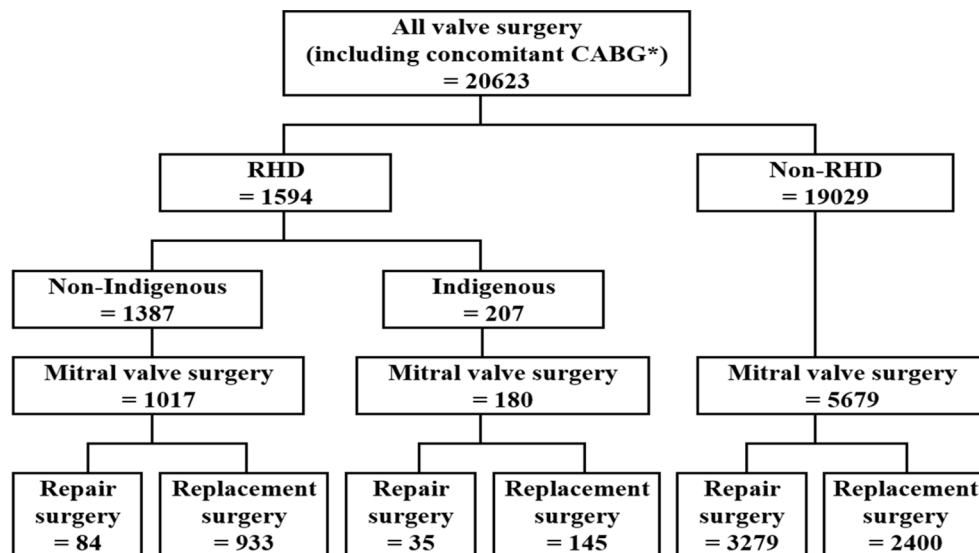 All valve surgery
(including concomitant CABG*)
= 20623
RHD
= 1594
Non-RHD
= 19029
Non-Indigenous
= 1387
Indigenous
= 207
Mitral valve surgery
= 1017
Mitral valve surgery
= 180
Mitral valve surgery
= 5679
Repair
surgery
= 84
Replacement
surgery
= 933
Repair
surgery
= 35
Replacement
surgery
= 145
Repair
surgery
= 3279
Replacement
surgery
= 2400